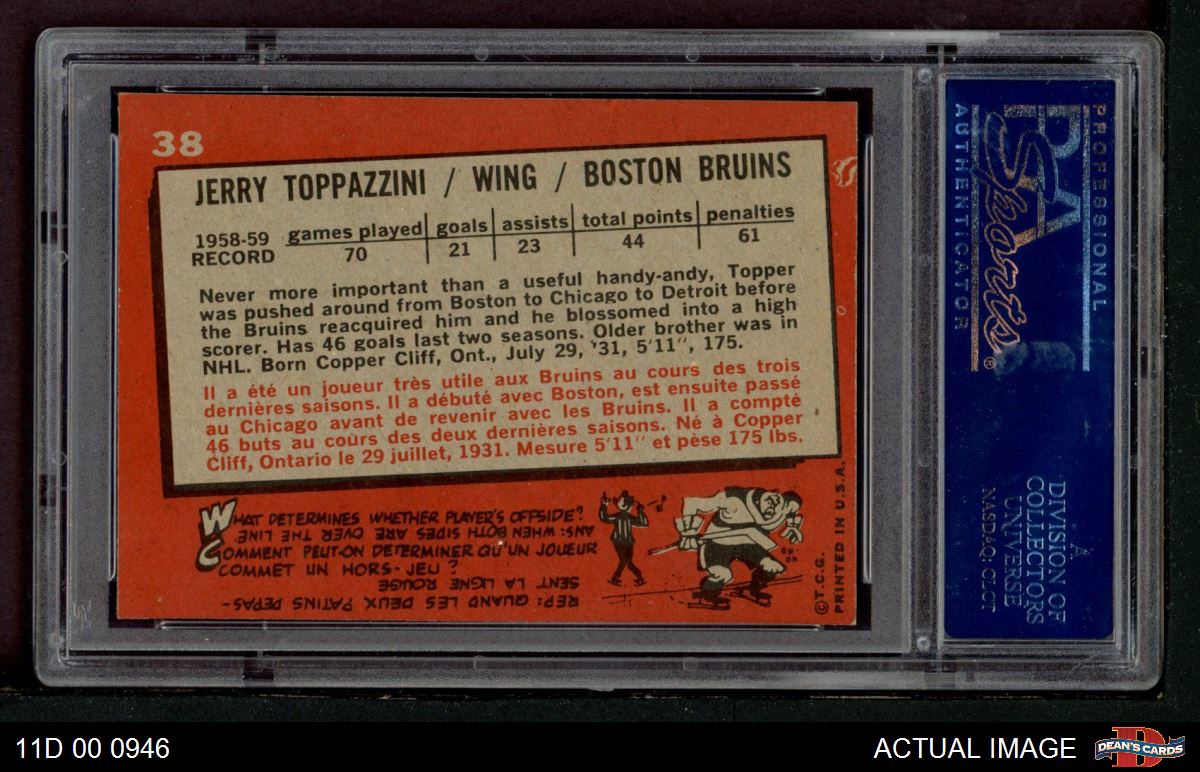 38
JERRY TOPPAZZINI / WING / BOSTON BRUINS
1958-59 RECORD games played goals assists total points penalties
70 21 23 44 61
Never more important than a useful handy-andy, Topper
was pushed around from Boston to Chicago to Detroit before
the Bruins reacquired him and he blossomed into a high
scorer. Has 46 goals last two seasons. Older brother was in
NHL. Born Copper Cliff, Ont., July 29, '31, 5'11", 175.
Il a été un joueur très utile aux Bruins au cours des trois
dernières saisons. Il a débuté avec Boston, est ensuite passé
au Chicago avant de revenir avec les Bruins. Il a compté
46 buts au cours des deux dernières saisons. Né à Copper
Cliff, Ontario le 29 juillet, 1931. Mesure 5'11" et pèse 175 lbs.
WHAT DETERMINES WHETHER PLAYER'S OFFSIDE?
ANS: WHEN BOTH SIDES ARE OVER THE LINE.
COMMENT PEUT-ON DETERMINER QU'UN JOUEUR
COMMET UN HORS-JEU?
REP: QUAND LES DEUX PATINS DEPAS-
SENT LA LIGNE ROUGE
UH-
OH
©T.C.G. PRINTED IN U.S.A.
PROFESSIONAL
PSA
Sports®
AUTHENTICATOR
A
DIVISION OF
COLLECTORS
UNIVERSE
NASDAQ: CLCT
11D 00 0946
ACTUAL IMAGE
D
DEAN'S CARDS